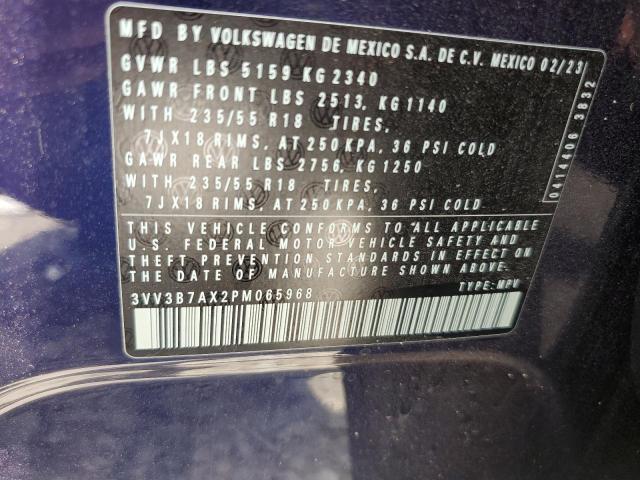 MFD BY VOLKSWAGEN DE MEXICO S.A. DE C.V. MEXICO 02/23
GVWR LBS 5159 KG 2340
GAWR FRONT LBS 2513, KG 1140
WITH 235/55 R18 TIRES,
7JX18 RIMS, AT 250 KPA, 36 PSI COLD
GAWR REAR LBS 2756, KG 1250
WITH 235/55 R18 TIRES,
7JX18 RIMS, AT 250 KPA, 36 PSI COLD
THIS VEHICLE CONFORMS TO ALL APPLICABLE
U.S. FEDERAL MOTOR VEHICLE SAFETY AND
THEFT PREVENTION STANDARDS IN EFFECT ON THE
DATE OF MANUFACTURE SHOWN ABOVE.
3VV3B7AX2PM065968 TYPE: MPV
0414406 3832